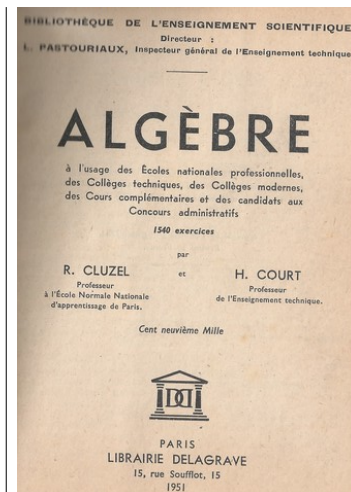 BIBLIOTHÈQUE DE L'ENSEIGNEMENT SCIENTIFIQUE
Directeur :
L. PASTOURIAUX, Inspecteur général de l'Enseignement technique
ALGÈBRE
à l'usage des Écoles nationales professionnelles,
des Collèges techniques, des Collèges modernes,
des Cours complémentaires et des candidats aux
Concours administratifs
1540 exercices
par
R. CLUZEL et H. COURT
Professeur
à l'École Normale Nationale
d'apprentissage de Paris.
Professeur
de l'Enseignement technique.
Cent neuvième Mille
DD
PARIS
LIBRAIRIE DELAGRAVE
15, rue Soufflot, 15
1951